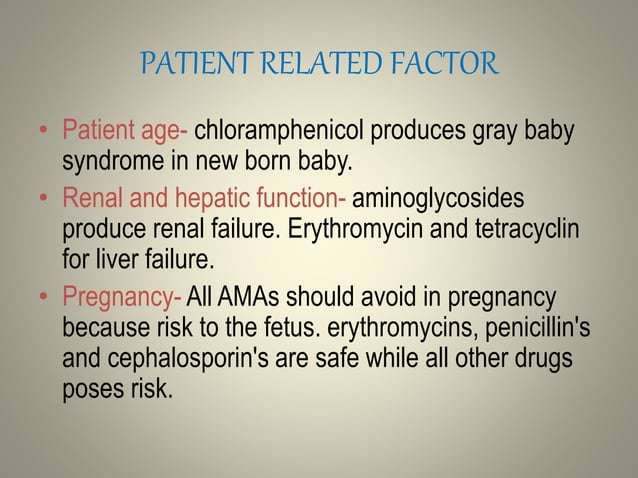 PATIENT RELATED FACTOR
• Patient age- chloramphenicol produces gray baby
syndrome in new born baby.
• Renal and hepatic function- aminoglycosides
produce renal failure. Erythromycin and tetracyclin
for liver failure.
• Pregnancy- All AMAs should avoid in pregnancy
because risk to the fetus. erythromycins, penicillin's
and cephalosporin's are safe while all other drugs
poses risk.